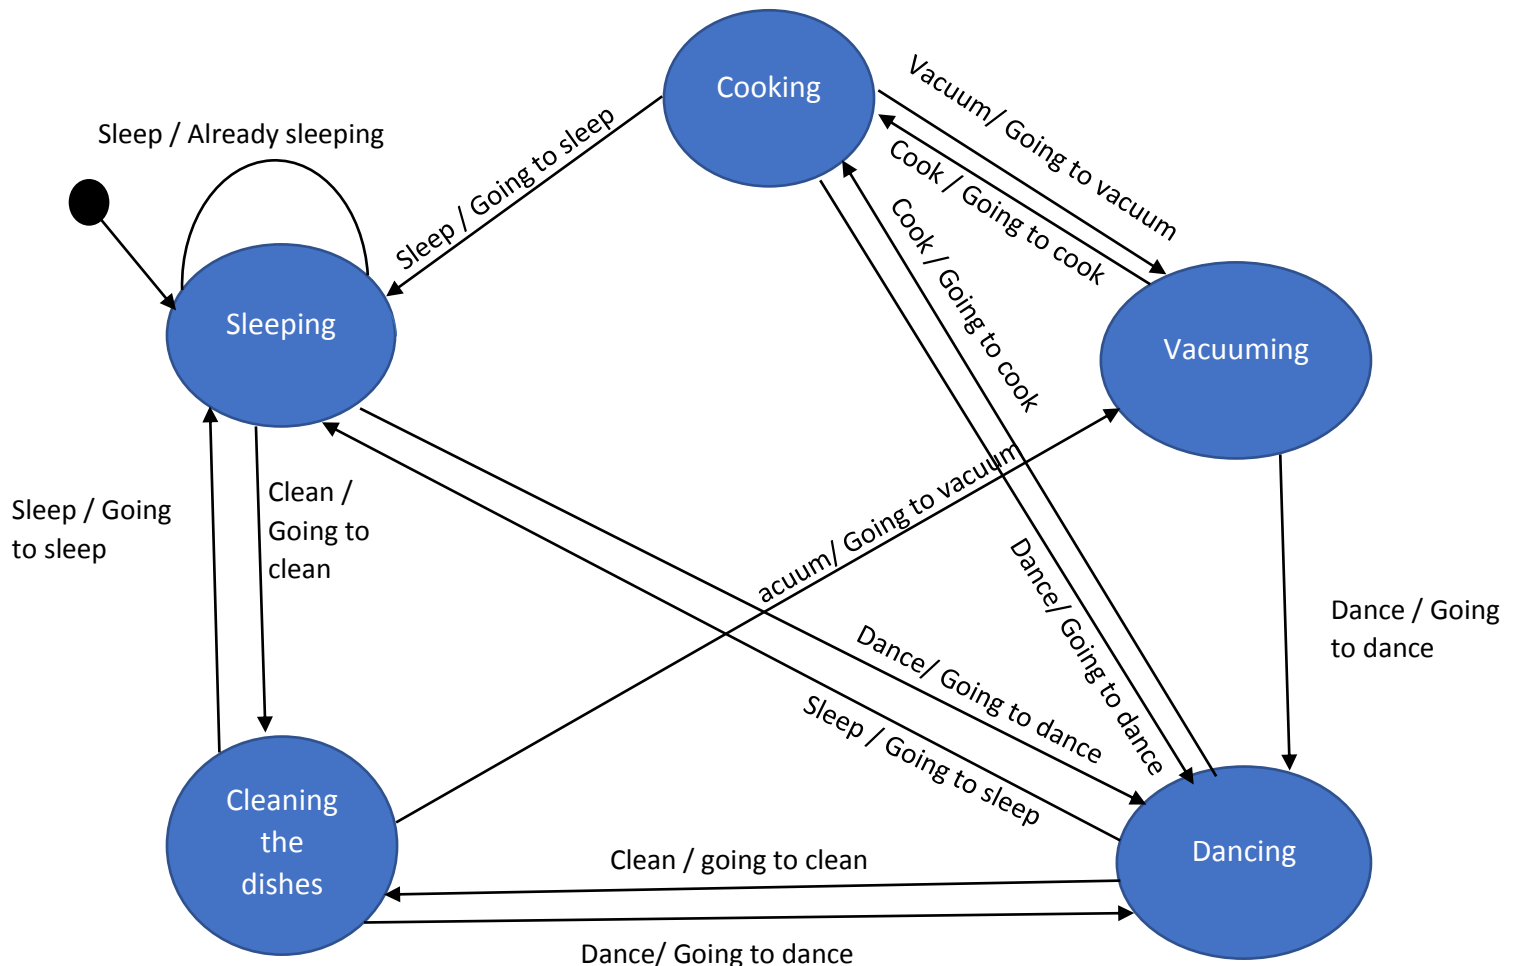 Cooking
Vacuum/ Going to vacuum
Cook / Going to cook
Sleep / Already sleeping
Sleep / Going to sleep
Cook / Going to cook
Sleeping
Vacuuming
Sleep / Going
to sleep
Clean /
Going to
clean
acuum/ Going to vacuum
Dance/ Going to dance
Dance / Going
to dance
Dance/ Going to dance
Sleep / Going to sleep
Cleaning
the
dishes
Dancing
Clean / going to clean
Dance/ Going to dance